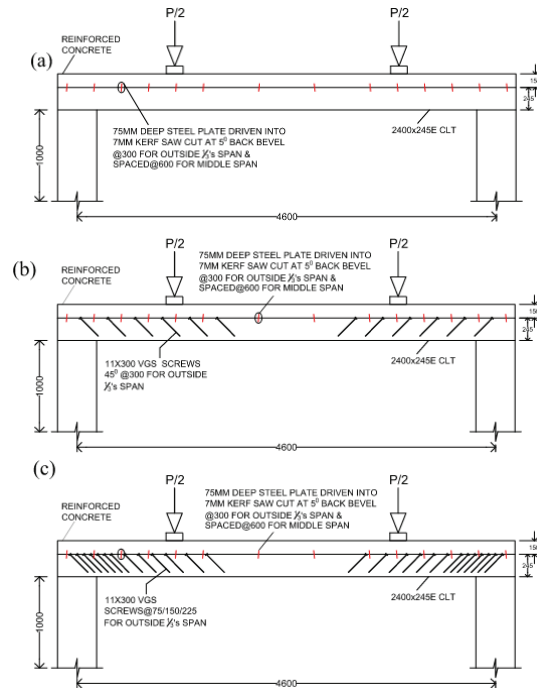 P/2
P/2
(a)
REINFORCED
CONCRETE
150
245
75MM DEEP STEEL PLATE DRIVEN INTO
7MM KERF SAW CUT AT 5⁰ BACK BEVEL
@300 FOR OUTSIDE ⅓'s SPAN &
SPACED@600 FOR MIDDLE SPAN
2400x245E CLT
1000
4600
75MM DEEP STEEL PLATE DRIVEN INTO
7MM KERF SAW CUT AT 5⁰ BACK BEVEL
@300 FOR OUTSIDE ⅓'s SPAN &
SPACED@600 FOR MIDDLE SPAN
P/2
P/2
(b)
REINFORCED
CONCRETE
150
245
11X300 VGS SCREWS
45⁰ @300 FOR OUTSIDE
⅓'s SPAN
2400x245E CLT
1000
4600
(c)
P/2
P/2
REINFORCED
CONCRETE
75MM DEEP STEEL PLATE DRIVEN INTO
7MM KERF SAW CUT AT 5⁰ BACK BEVEL
@300 FOR OUTSIDE ⅓'s SPAN &
SPACED@600 FOR MIDDLE SPAN
150
245
11X300 VGS
SCREWS@75/150/225
FOR OUTSIDE ⅓'s SPAN
2400x245E CLT
1000
4600